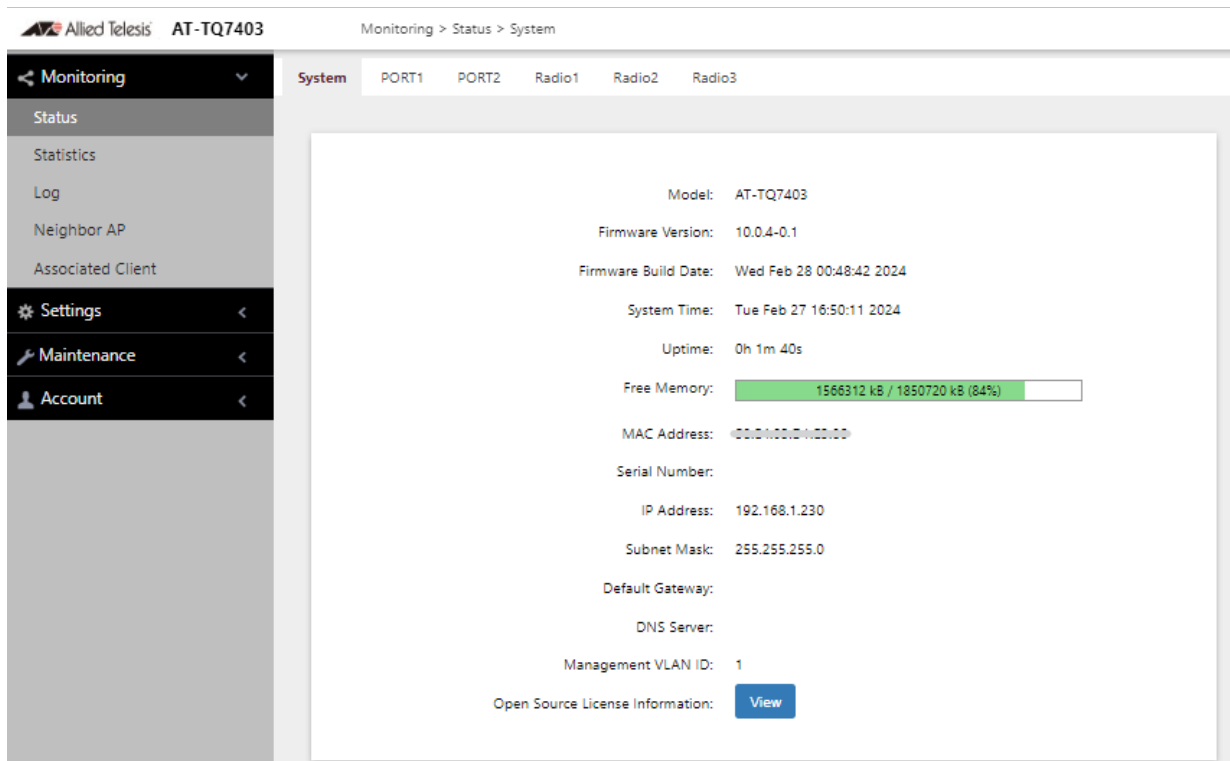 Allied Telesis AT-TQ7403 Monitoring > Status > System
Monitoring
System PORT1 PORT2 Radio1 Radio2 Radio3
Status
Statistics
Log
Neighbor AP
Associated Client
Settings
Maintenance
Account
Model: AT-TQ7403
Firmware Version: 10.0.4-0.1
Firmware Build Date: Wed Feb 28 00:48:42 2024
System Time: Tue Feb 27 16:50:11 2024
Uptime: 0h 1m 40s
Free Memory: 1566312 kB / 1850720 kB (84%)
MAC Address:
Serial Number:
IP Address: 192.168.1.230
Subnet Mask: 255.255.255.0
Default Gateway:
DNS Server:
Management VLAN ID: 1
Open Source License Information: View